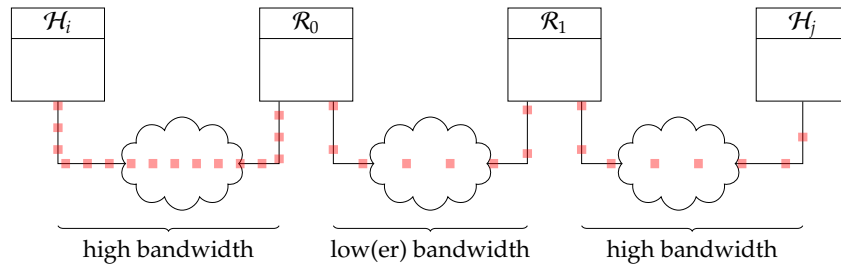 ℋᵢ ℛ₀ ℛ₁ ℋⱼ
high bandwidth low(er) bandwidth high bandwidth